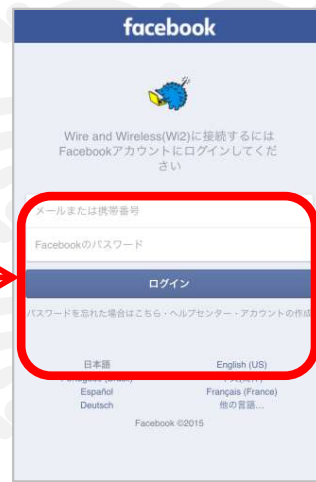 facebook
Wire and Wireless(Wi2)に接続するには
Facebookアカウントにログインしてくだ
さい
メールまたは携帯番号
Facebookのパスワード
ログイン
パスワードを忘れた場合はこちら・ヘルプセンター・アカウントの作成
日本語 English (US)
Español Français (France)
Deutsch 他の言語...
Facebook ©2015